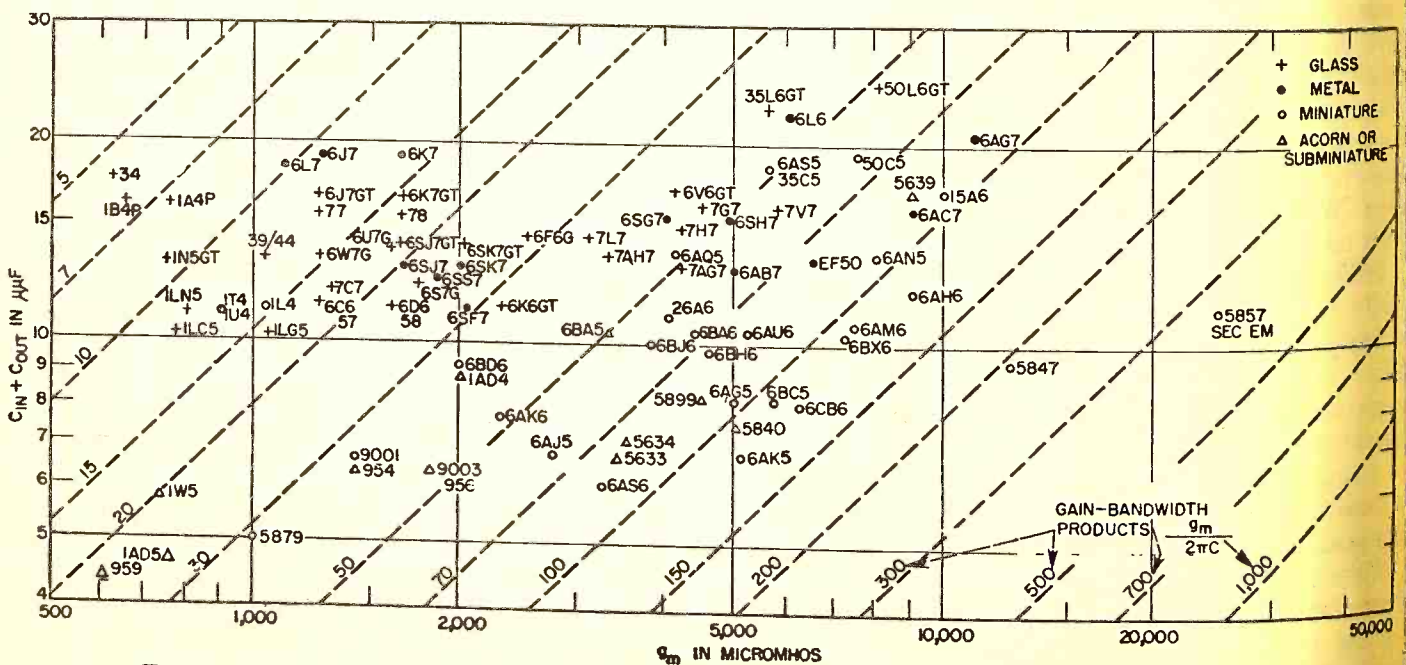 30
20
15
10
9
8
7
6
5
4
C_IN + C_OUT IN μμF
500
1,000
2,000
5,000
10,000
20,000
50,000
g_m IN MICROMHOS
+ GLASS
• METAL
○ MINIATURE
△ ACORN OR
SUBMINIATURE
35L6GT
+50L6GT
6L6
6AG7
6J7
6K7
6L7
6AS5
35C5
50C5
5639
15A6
+34
1B4P
+1A4P
+6J7GT
+77
+6K7GT
+78
+6V6GT
+7G7
+7V7
6SG7
6SH7
6AC7
39/44
6U7G
+6SJ7GT
+6F6G
+7L7
+7H7
+1N5GT
+6W7G
6SK7GT
+7AH7
6AQ5
+7AG7
6SJ7
6SK7
6SS7
6AB7
EF50
6AN5
1LN5
1T4
1U4
1L4
+7C7
6S7G
6AH6
+1LC5
+1LG5
6C6
57
+6D6
58
6SF7
+6K6GT
26A6
6BA5
6BA6
6AU6
6AM6
6BX6
6BJ6
6BH6
5857
SEC EM
5847
6BD6
1AD4
6AG5
6BC5
6CB6
5899
6AK6
5840
9001
954
9003
956
6AJ5
5634
5633
6AK5
6AS6
1W5
5879
1AD5
959
5
7
10
15
20
30
50
70
100
150
200
300
500
700
1,000
GAIN-BANDWIDTH
PRODUCTS
g_m
2πC